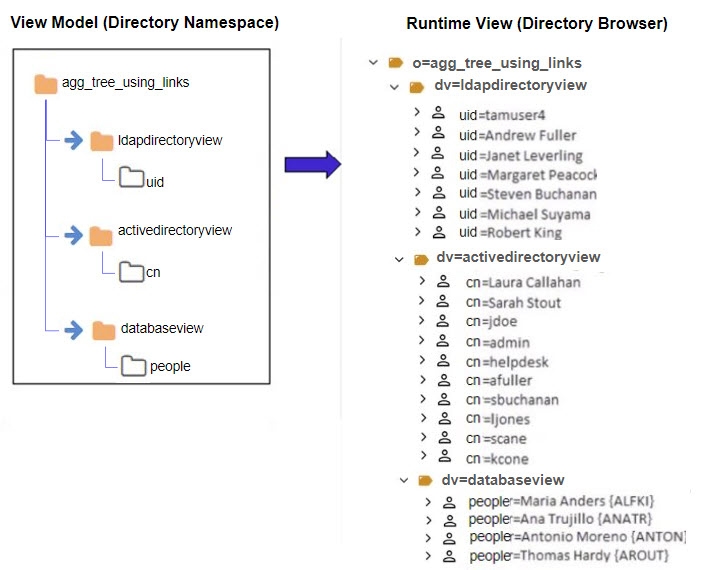 View Model (Directory Namespace)
agg_tree_using_links
ldapdirectoryview
uid
activedirectoryview
cn
databaseview
people
Runtime View (Directory Browser)
o=agg_tree_using_links
dv=ldapdirectoryview
uid=tamuser4
uid=Andrew Fuller
uid=Janet Leverling
uid=Margaret Peacock
uid=Steven Buchanan
uid=Michael Suyama
uid=Robert King
dv=activedirectoryview
cn=Laura Callahan
cn=Sarah Stout
cn=jdoe
cn=admin
cn=helpdesk
cn=afuller
cn=sbuchanan
cn=ljones
cn=scane
cn=kcone
dv=databaseview
people=Maria Anders {ALFKI}
people=Ana Trujillo {ANATR}
people=Antonio Moreno {ANTON}
people=Thomas Hardy {AROUT}